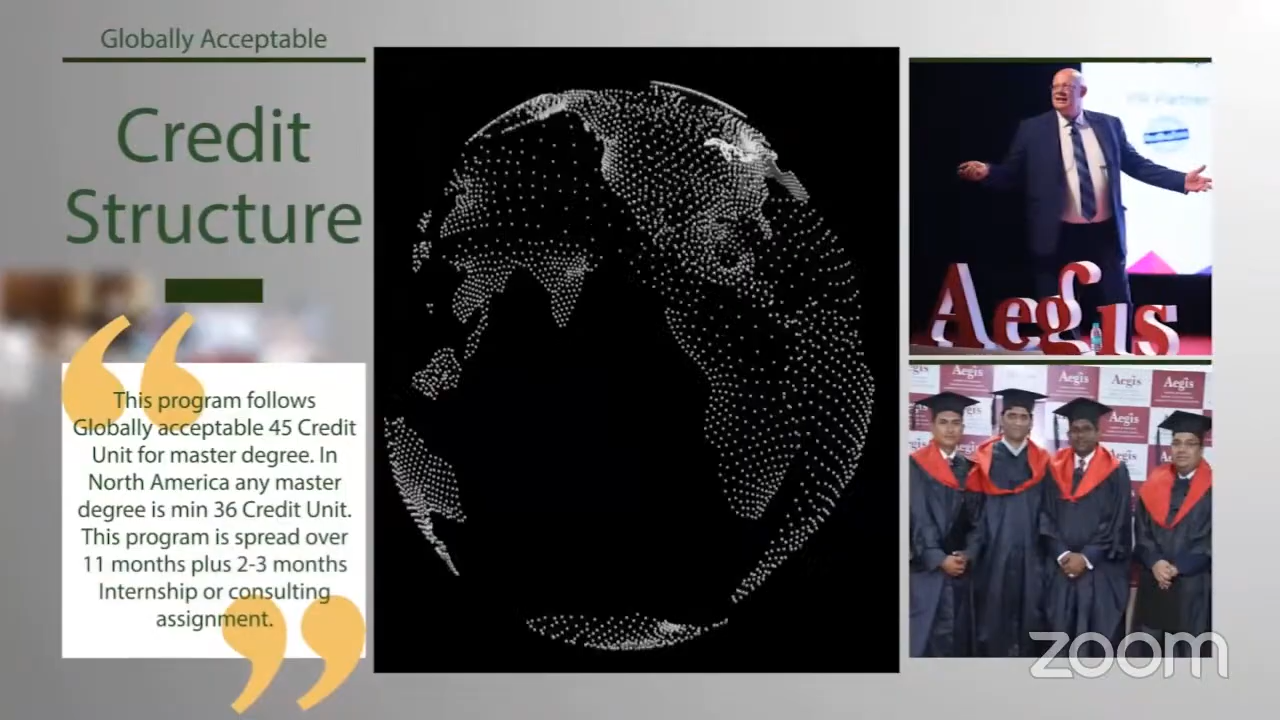 Globally Acceptable
Credit
Structure
This program follows
Globally acceptable 45 Credit
Unit for master degree. In
North America any master
degree is min 36 Credit Unit.
This program is spread over
11 months plus 2-3 months
Internship or consulting
assignment.
Aegis
Aegis
Aegis
Aegis
Aegis
zoom